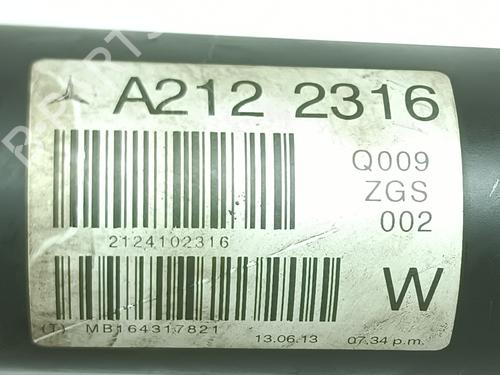 A212 2316
Q009
ZGS
002
2124102316
W
(T) MB164317821 13.06.13 07.34 p.m.